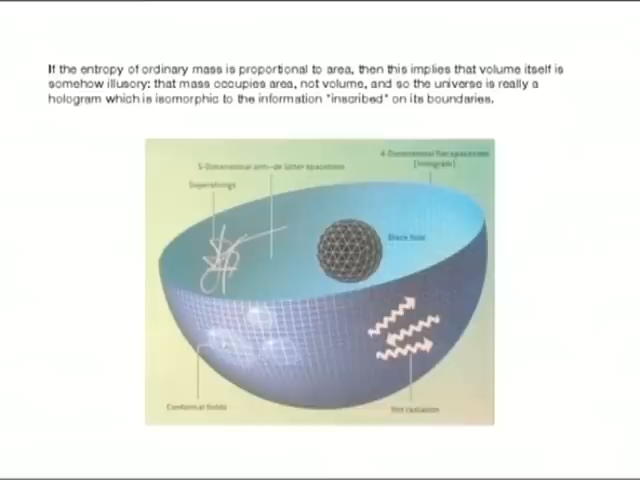 If the entropy of ordinary mass is proportional to area, then this implies that volume itself is
somehow illusory: that mass occupies area, not volume, and so the universe is really a
hologram which is isomorphic to the information "inscribed" on its boundaries.
4-Dimensional flat spacetime
[hologram]
5-Dimensional anti-de Sitter spacetime
Superstrings
Black hole
Conformal fields
Hot radiation